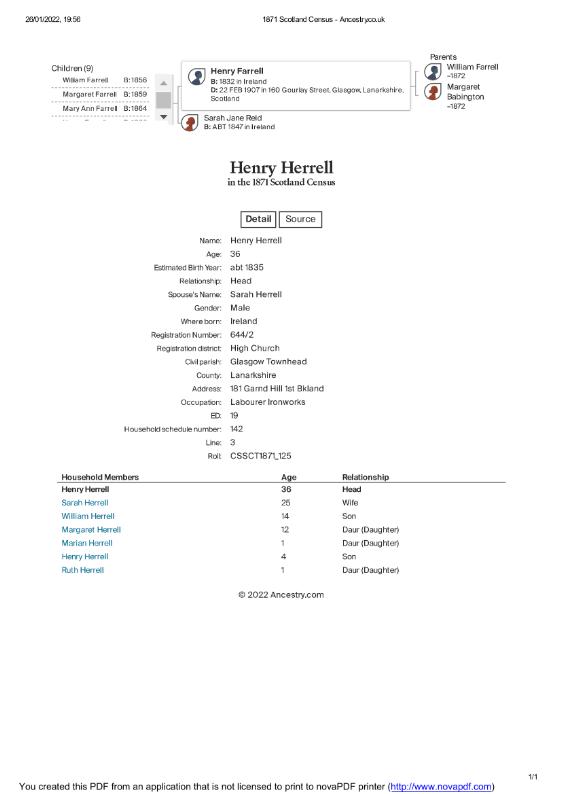 26/01/2022, 19:56
1871 Scotland Census - Ancestry.co.uk
Children (9)
William Farrell B:1856
Margaret Farrell B:1859
Mary Ann Farrell B:1864
Henry Farrell
B: 1832 in Ireland
D: 22 FEB 1907 in 160 Gourlay Street, Glasgow, Lanarkshire,
Scotland
Sarah Jane Reid
B: ABT 1847 in Ireland
Parents
William Farrell
–1872
Margaret
Babington
–1872
Henry Herrell
in the 1871 Scotland Census
Detail Source
Name: Henry Herrell
Age: 36
Estimated Birth Year: abt 1835
Relationship: Head
Spouse's Name: Sarah Herrell
Gender: Male
Where born: Ireland
Registration Number: 644/2
Registration district: High Church
Civil parish: Glasgow Townhead
County: Lanarkshire
Address: 181 Garnd Hill 1st Bkland
Occupation: Labourer Ironworks
ED: 19
Household schedule number: 142
Line: 3
Roll: CSSCT1871_125
Household Members Age Relationship
Henry Herrell 36 Head
Sarah Herrell 25 Wife
William Herrell 14 Son
Margaret Herrell 12 Daur (Daughter)
Marian Herrell 1 Daur (Daughter)
Henry Herrell 4 Son
Ruth Herrell 1 Daur (Daughter)
© 2022 Ancestry.com
1/1
You created this PDF from an application that is not licensed to print to novaPDF printer (http://www.novapdf.com)